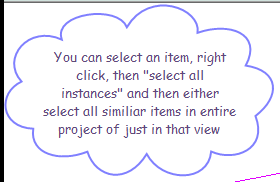 You can select an item, right
click, then "select all
instances" and then either
select all similiar items in entire
project of just in that view